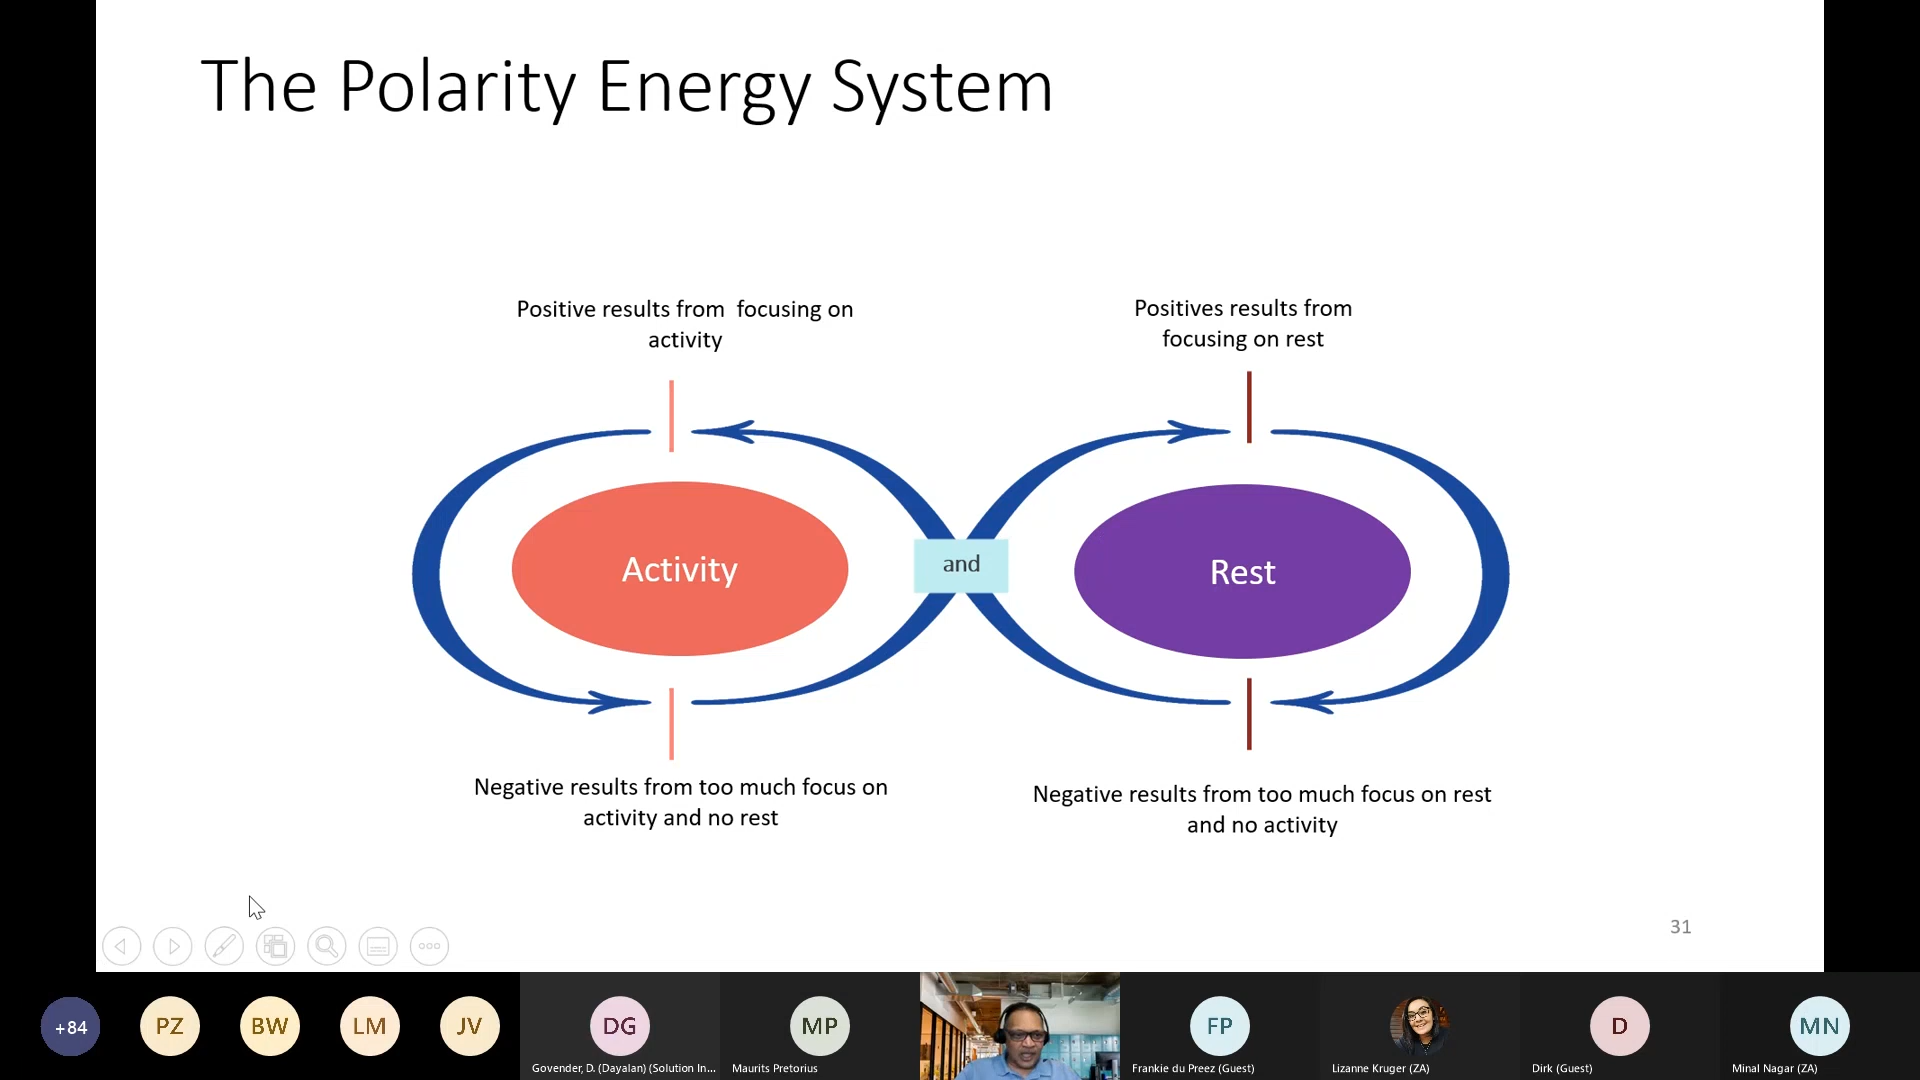 The Polarity Energy System
Positive results from  focusing on
activity
Positives results from
focusing on rest
Activity
and
Rest
Negative results from too much focus on
activity and no rest
Negative results from too much focus on rest
and no activity
31
+84
PZ
BW
LM
JV
DG
Govender, D. (Dayalan) (Solution In...
MP
Maurits Pretorius
FP
Frankie du Preez (Guest)
Lizanne Kruger (ZA)
D
Dirk (Guest)
MN
Minal Nagar (ZA)